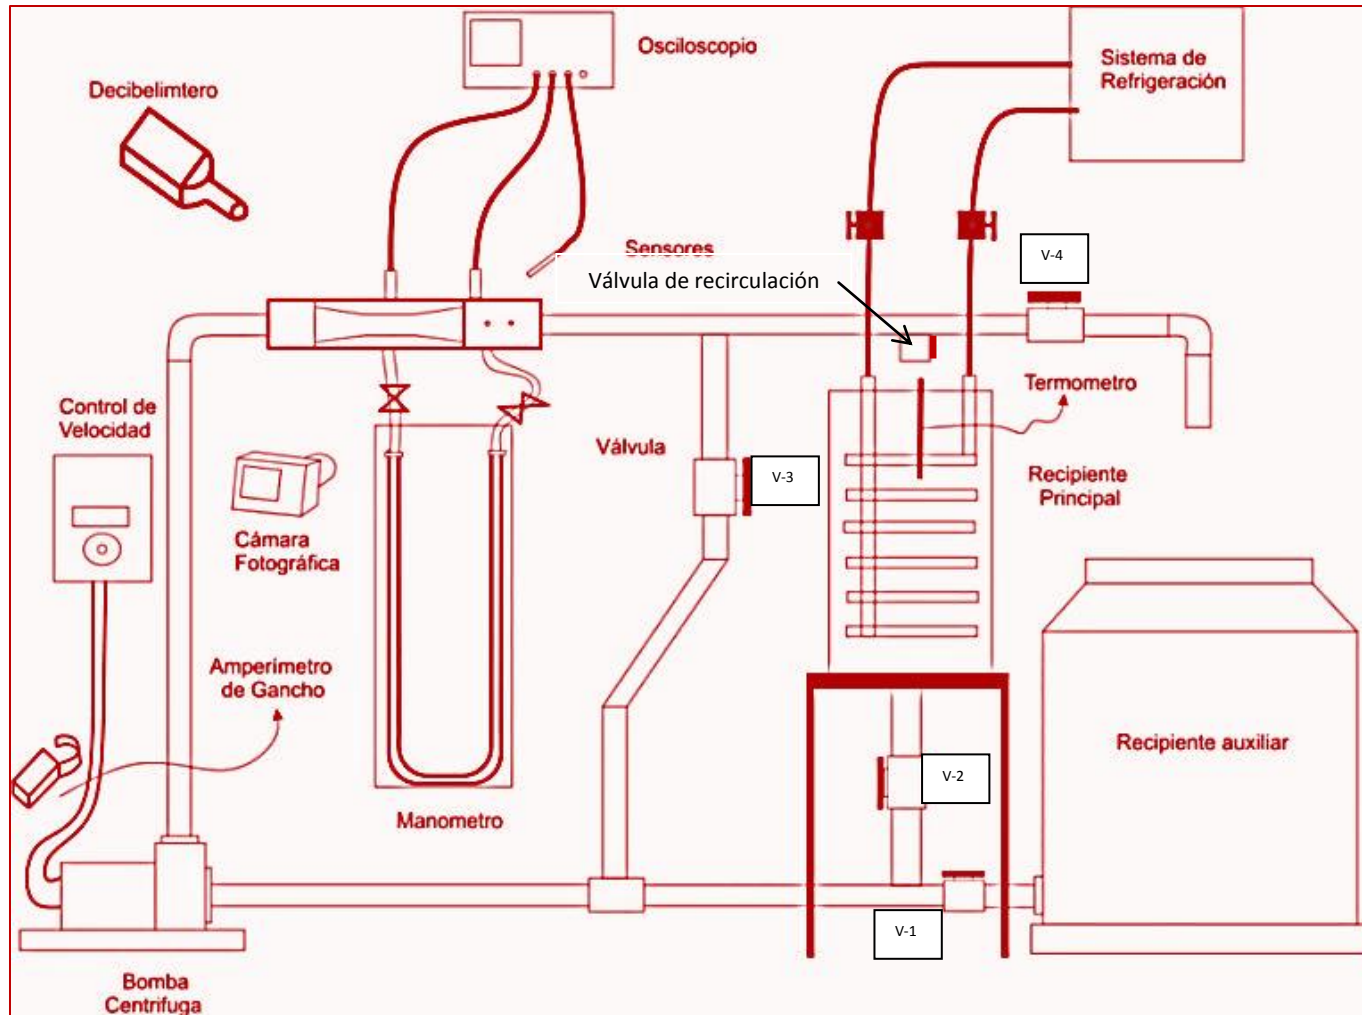 Osciloscopio
Sistema de
Refrigeración
Decibelimtero
Sensores
V-4
Válvula de recirculación
Termometro
Control de
Velocidad
Válvula
V-3
Recipiente
Principal
Cámara
Fotográfica
Amperímetro
de Gancho
Recipiente auxiliar
V-2
Manometro
V-1
Bomba
Centrifuga